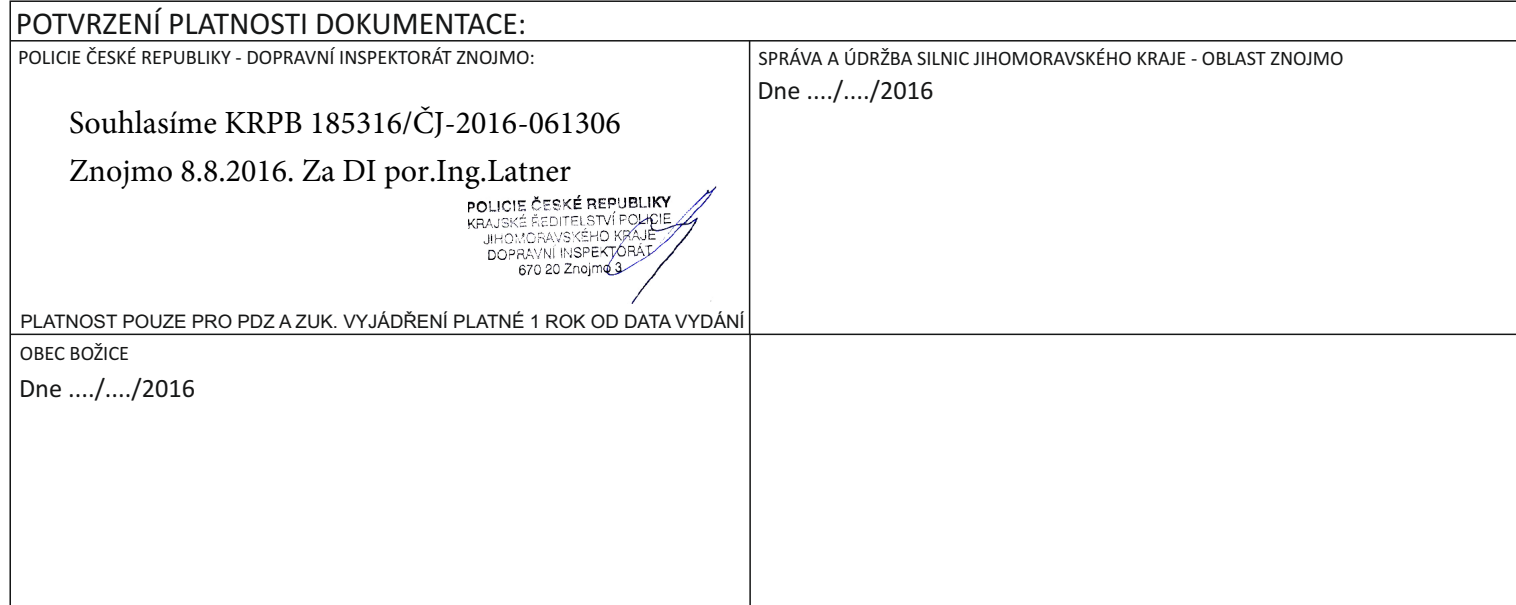 POTVRZENÍ PLATNOSTI DOKUMENTACE:
POLICIE ČESKÉ REPUBLIKY - DOPRAVNÍ INSPEKTORÁT ZNOJMO:
Souhlasíme KRPB 185316/ČJ-2016-061306
Znojmo 8.8.2016. Za DI por.Ing.Latner
POLICIE ČESKÉ REPUBLIKY
KRAJSKÉ ŘEDITELSTVÍ POLICIE
JIHOMORAVSKÉHO KRAJE
DOPRAVNÍ INSPEKTORÁT
670 20 Znojmo 3
PLATNOST POUZE PRO PDZ A ZUK. VYJÁDŘENÍ PLATNÉ 1 ROK OD DATA VYDÁNÍ
SPRÁVA A ÚDRŽBA SILNIC JIHOMORAVSKÉHO KRAJE - OBLAST ZNOJMO
Dne ..../..../2016
OBEC BOŽICE
Dne ..../..../2016